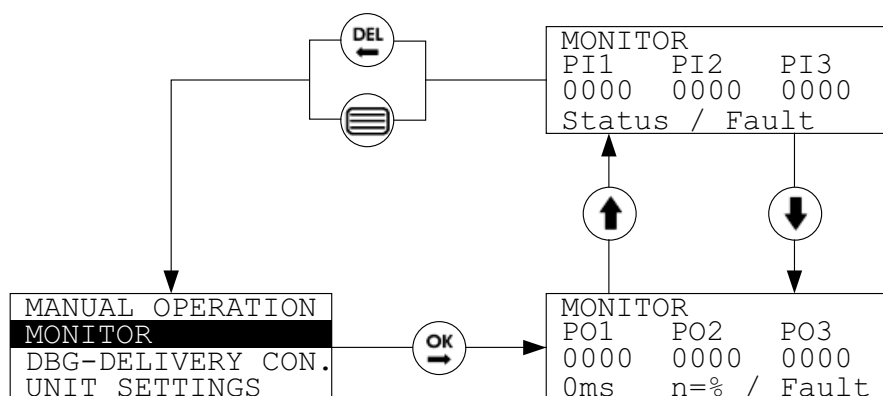 DEL
MONITOR
PI1 PI2 PI3
0000 0000 0000
Status / Fault
MANUAL OPERATION
MONITOR
DBG-DELIVERY CON.
UNIT SETTINGS
OK
MONITOR
PO1 PO2 PO3
0000 0000 0000
0ms n=% / Fault